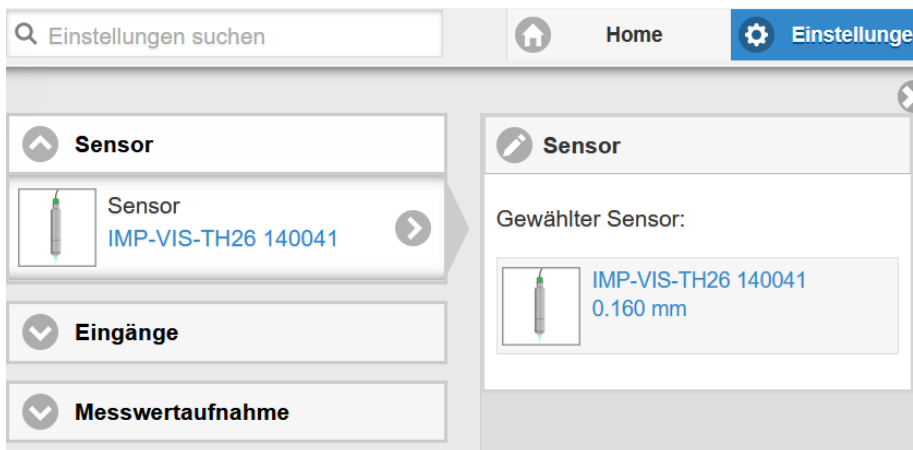 Einstellungen suchen
Home
Einstellunge
Sensor
Sensor
IMP-VIS-TH26 140041
Eingänge
Messwertaufnahme
Sensor
Gewählter Sensor:
IMP-VIS-TH26 140041
0.160 mm